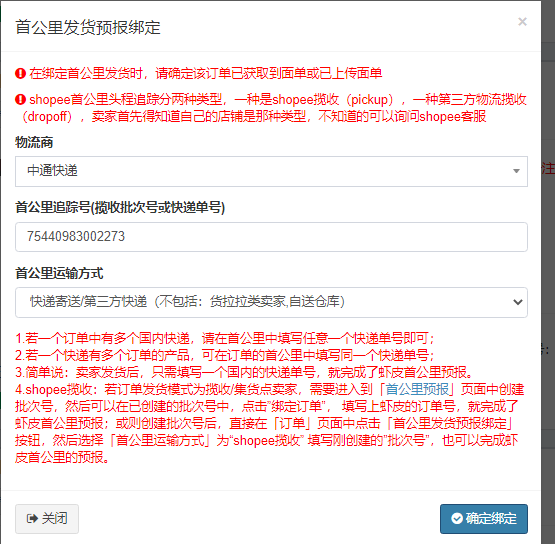 首公里发货预报绑定
×
在绑定首公里发货时，请确定该订单已获取到面单或已上传面单
shopee首公里头程追踪分两种类型，一种是shopee揽收（pickup），一种第三方物流揽收
（dropoff），卖家首先得知道自己的店铺是那种类型，不知道的可以询问shopee客服
物流商
中通快递
首公里追踪号(揽收批次号或快递单号)
75440983002273
首公里运输方式
快递寄送/第三方快递（不包括：货拉拉类卖家,自送仓库）
1.若一个订单中有多个国内快递，请在首公里中填写任意一个快递单号即可；
2.若一个快递有多个订单的产品，可在订单的首公里中填写同一个快递单号；
3.简单说：卖家发货后，只需填写一个国内的快递单号，就完成了虾皮首公里预报。
4.shopee揽收：若订单发货模式为揽收/集货点卖家，需要进入到「首公里预报」页面中创建
批次号，然后可以在已创建的批次号中，点击“绑定订单”， 填写上虾皮的订单号，就完成了
虾皮首公里预报；或则创建批次号后，直接在「订单」页面中点击「首公里发货预报绑定」
按钮，然后选择「首公里运输方式」为“shopee揽收” 填写刚创建的”批次号”，也可以完成虾
皮首公里的预报。
关闭
确定绑定
注
号: